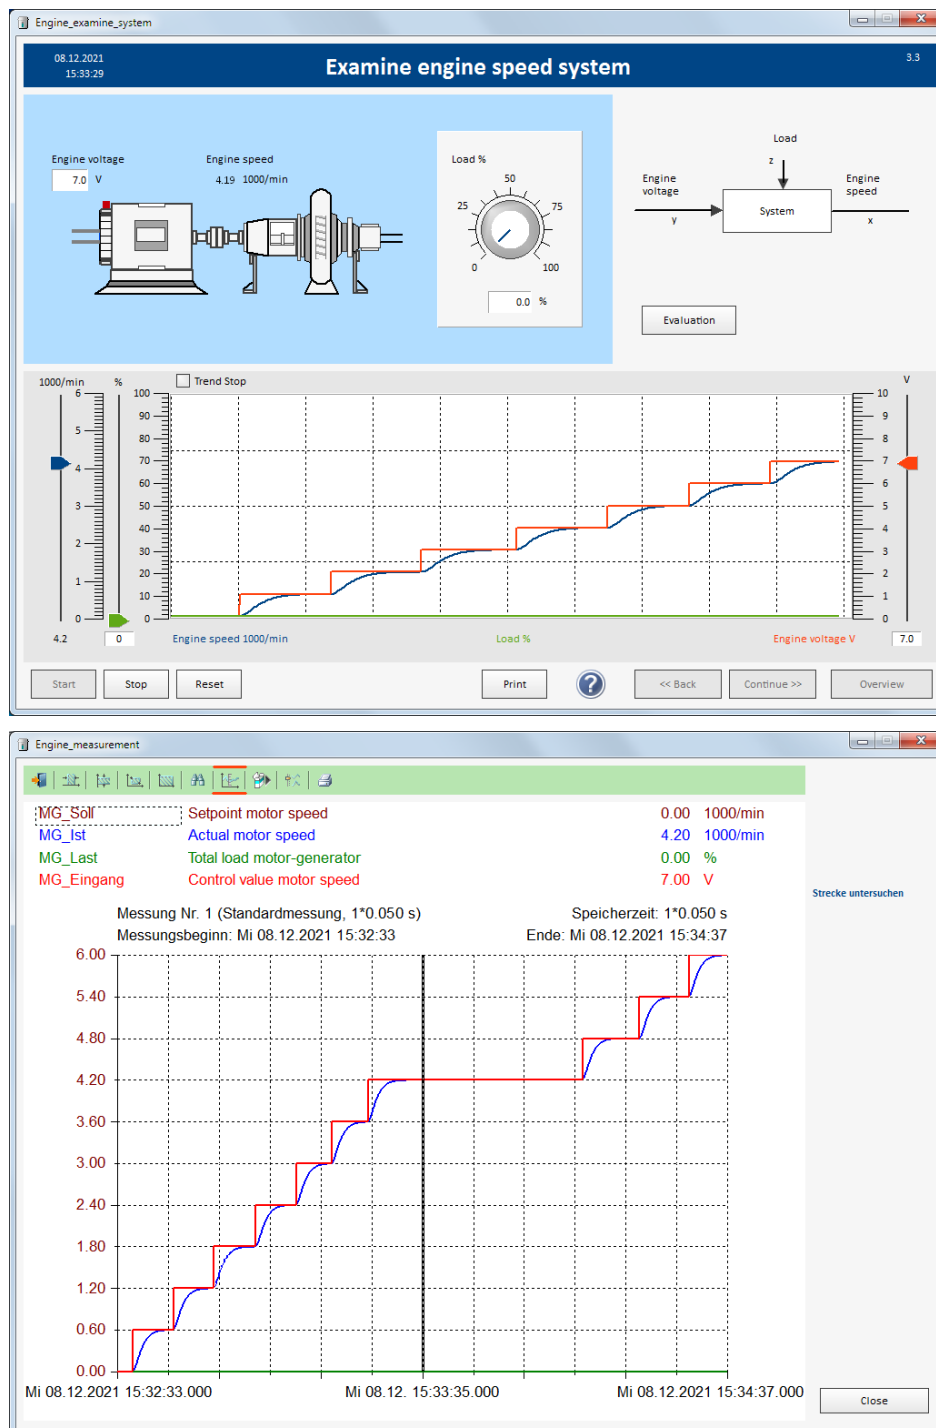 Engine_examine_system
08.12.2021
15:33:29
Examine engine speed system
3.3
Engine voltage
7.0 V
Engine speed
4.19 1000/min
Load %
0 25 50 75 100
0.0 %
Load
z
Engine voltage
y
System
Engine speed
x
Evaluation
1000/min % Trend Stop V
6 5 4 3 2 1 0
100 90 80 70 60 50 40 30 20 10 0
10 9 8 7 6 5 4 3 2 1 0
4.2 0 Engine speed 1000/min Load % Engine voltage V 7.0
Start Stop Reset Print ? << Back Continue >> Overview
Engine_measurement
MG_Soll Setpoint motor speed 0.00 1000/min
MG_Ist Actual motor speed 4.20 1000/min
MG_Last Total load motor-generator 0.00 %
MG_Eingang Control value motor speed 7.00 V
Strecke untersuchen
Messung Nr. 1 (Standardmessung, 1*0.050 s) Speicherzeit: 1*0.050 s
Messungsbeginn: Mi 08.12.2021 15:32:33 Ende: Mi 08.12.2021 15:34:37
6.00
5.40
4.80
4.20
3.60
3.00
2.40
1.80
1.20
0.60
0.00
Mi 08.12.2021 15:32:33.000 Mi 08.12. 15:33:35.000 Mi 08.12.2021 15:34:37.000
Close